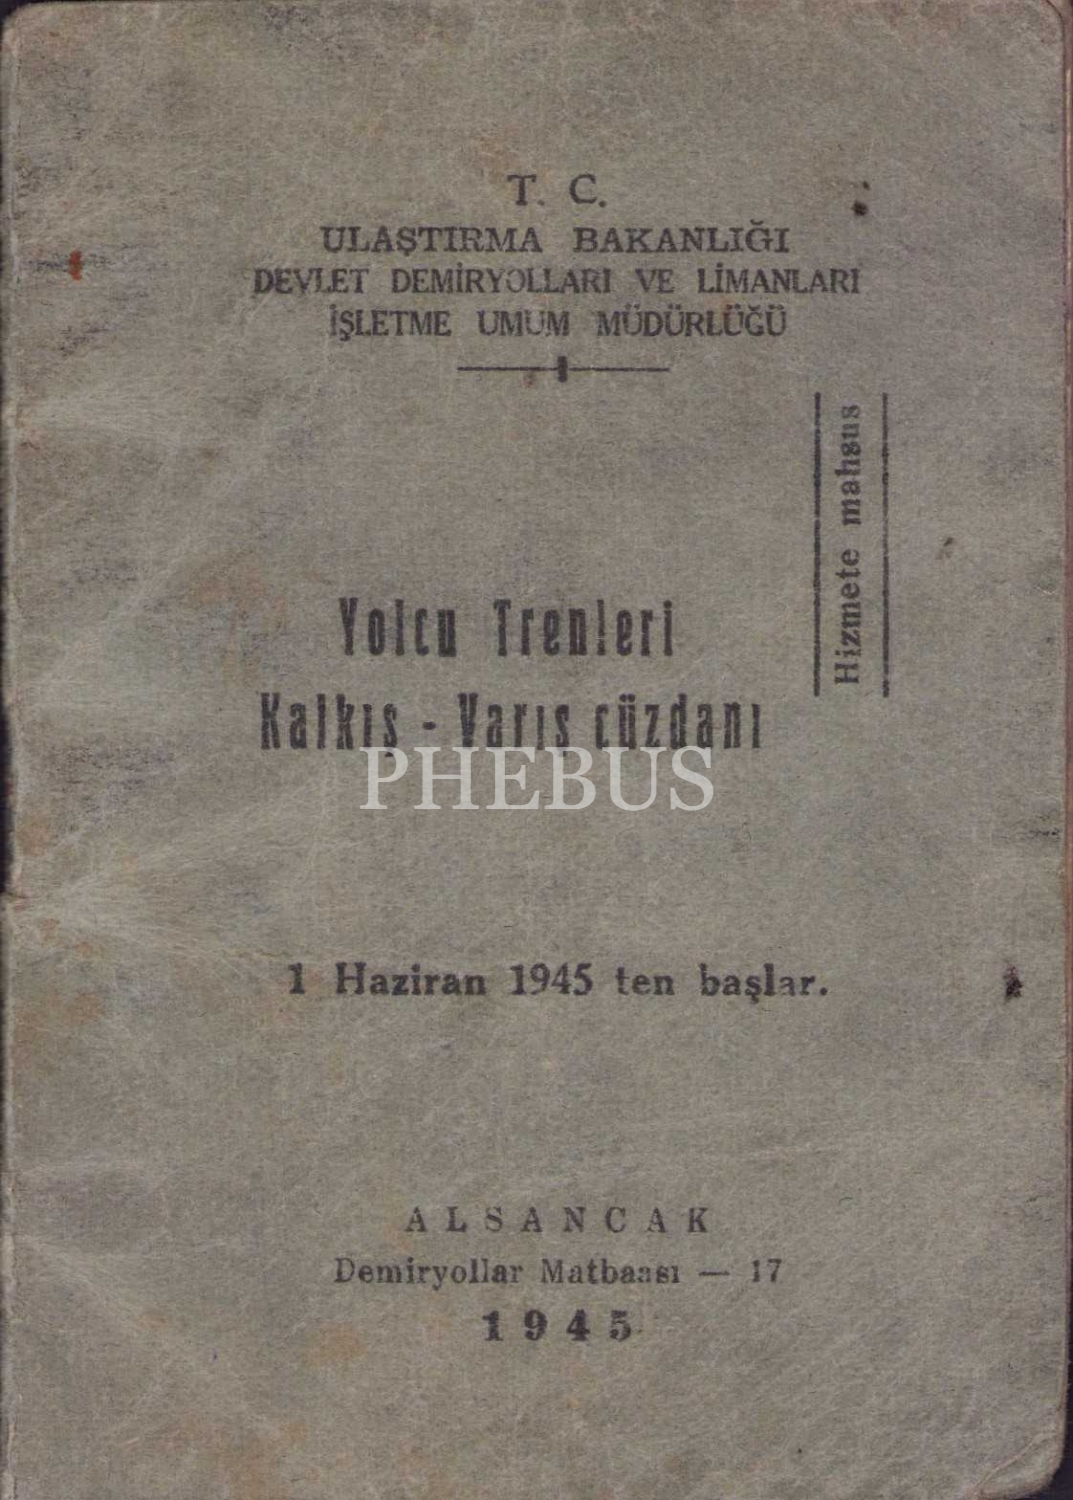 T. C.
ULAŞTIRMA BAKANLIĞI
DEVLET DEMİRYOLLARI VE LİMANLARI
İŞLETME UMUM MÜDÜRLÜĞÜ
Hizmete mahsus
Yolcu Trenleri
Kalkış - Varış cüzdanı
PHEBUS
1 Haziran 1945 ten başlar.
ALSANCAK
Demiryollar Matbaası — 17
1945